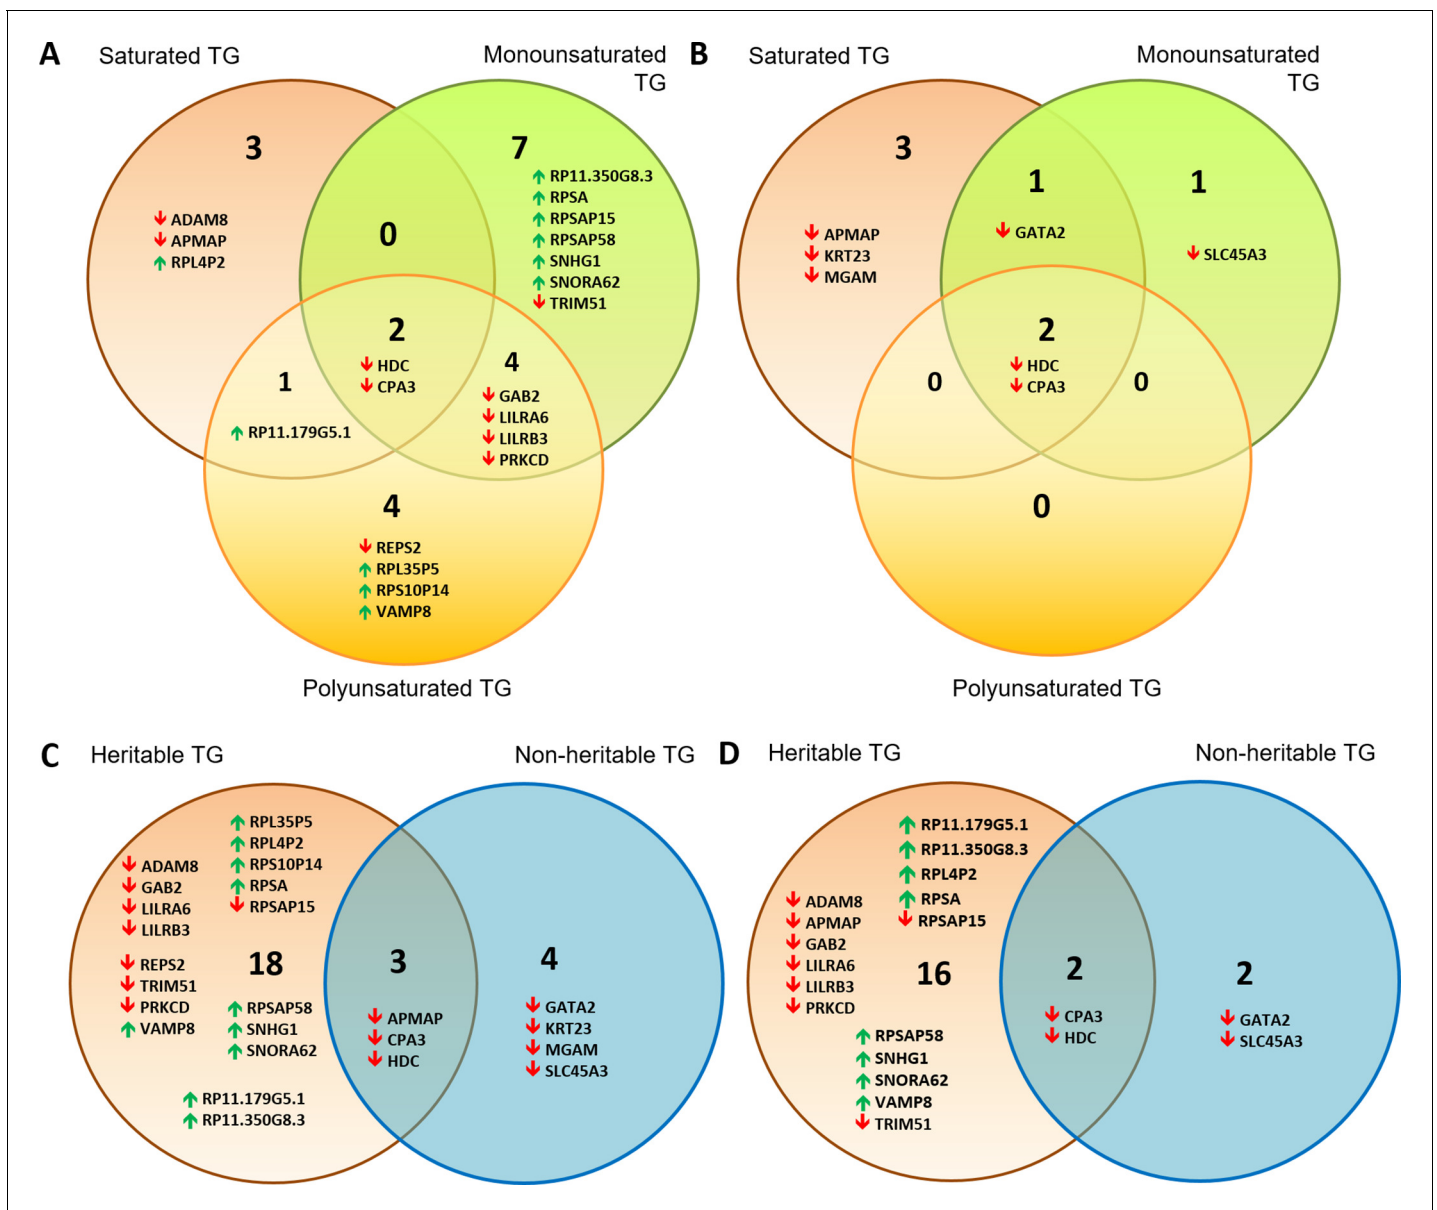 A
Saturated TG
Monounsaturated
TG
3
7
RP11.350G8.3
RPSA
RPSAP15
RPSAP58
SNHG1
SNORA62
TRIM51
ADAM8
APMAP
RPL4P2
0
2
HDC
CPA3
1
RP11.179G5.1
4
GAB2
LILRA6
LILRB3
PRKCD
4
REPS2
RPL35P5
RPS10P14
VAMP8
Polyunsaturated TG
B
Saturated TG
Monounsaturated
TG
3
APMAP
KRT23
MGAM
1
GATA2
1
SLC45A3
2
HDC
CPA3
0
0
0
Polyunsaturated TG
C
Heritable TG
Non-heritable TG
RPL35P5
RPL4P2
RPS10P14
RPSA
RPSAP15
ADAM8
GAB2
LILRA6
LILRB3
18
REPS2
TRIM51
PRKCD
VAMP8
RPSAP58
SNHG1
SNORA62
RP11.179G5.1
RP11.350G8.3
3
APMAP
CPA3
HDC
4
GATA2
KRT23
MGAM
SLC45A3
D
Heritable TG
Non-heritable TG
RP11.179G5.1
RP11.350G8.3
RPL4P2
RPSA
RPSAP15
ADAM8
APMAP
GAB2
LILRA6
LILRB3
PRKCD
16
RPSAP58
SNHG1
SNORA62
VAMP8
TRIM51
2
CPA3
HDC
2
GATA2
SLC45A3